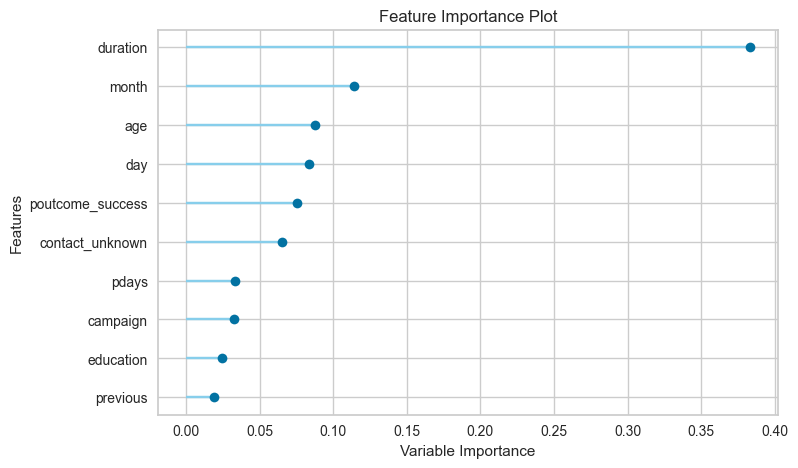 Feature Importance Plot
duration
month
age
day
poutcome_success
contact_unknown
pdays
campaign
education
previous
Features
0.00 0.05 0.10 0.15 0.20 0.25 0.30 0.35 0.40
Variable Importance